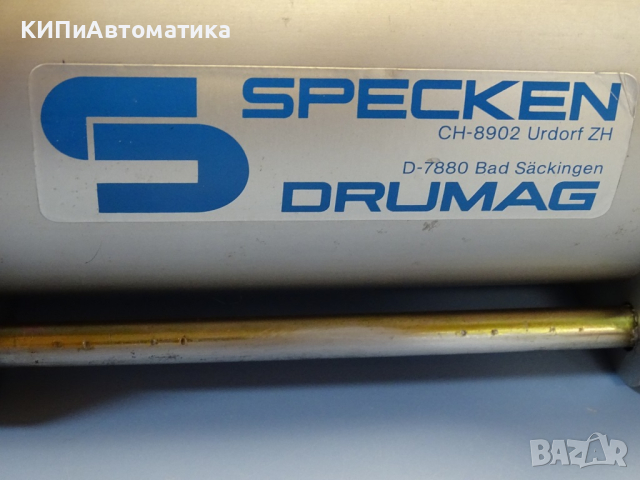 КИПиАвтоматика
SPECKEN
CH-8902 Urdorf ZH
D-7880 Bad Säckingen
DRUMAG
BAZAR